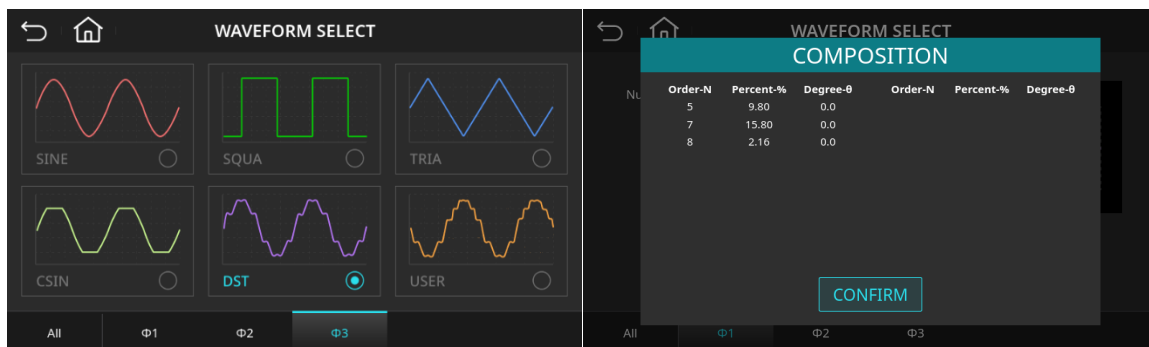 WAVEFORM SELECT
SINE
SQUA
TRIA
CSIN
DST
USER
All Φ1 Φ2 Φ3
WAVEFORM SELECT
COMPOSITION
Nu
Order-N Percent-% Degree-θ Order-N Percent-% Degree-θ
5 9.80 0.0
7 15.80 0.0
8 2.16 0.0
CONFIRM
All Φ1 Φ2 Φ3